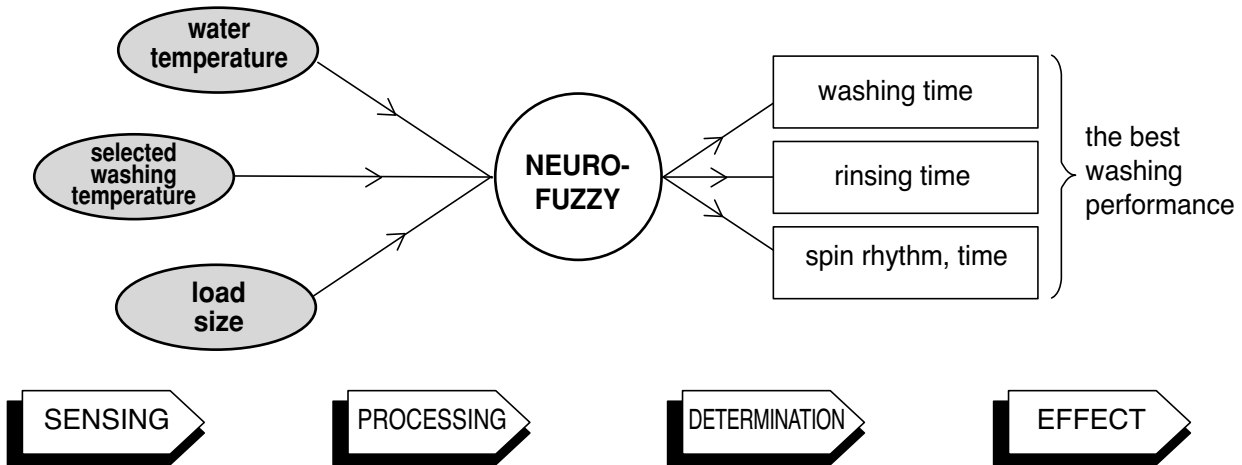 water
temperature
selected
washing
temperature
load
size
NEURO-
FUZZY
washing time
rinsing time
spin rhythm, time
the best
washing
performance
SENSING
PROCESSING
DETERMINATION
EFFECT